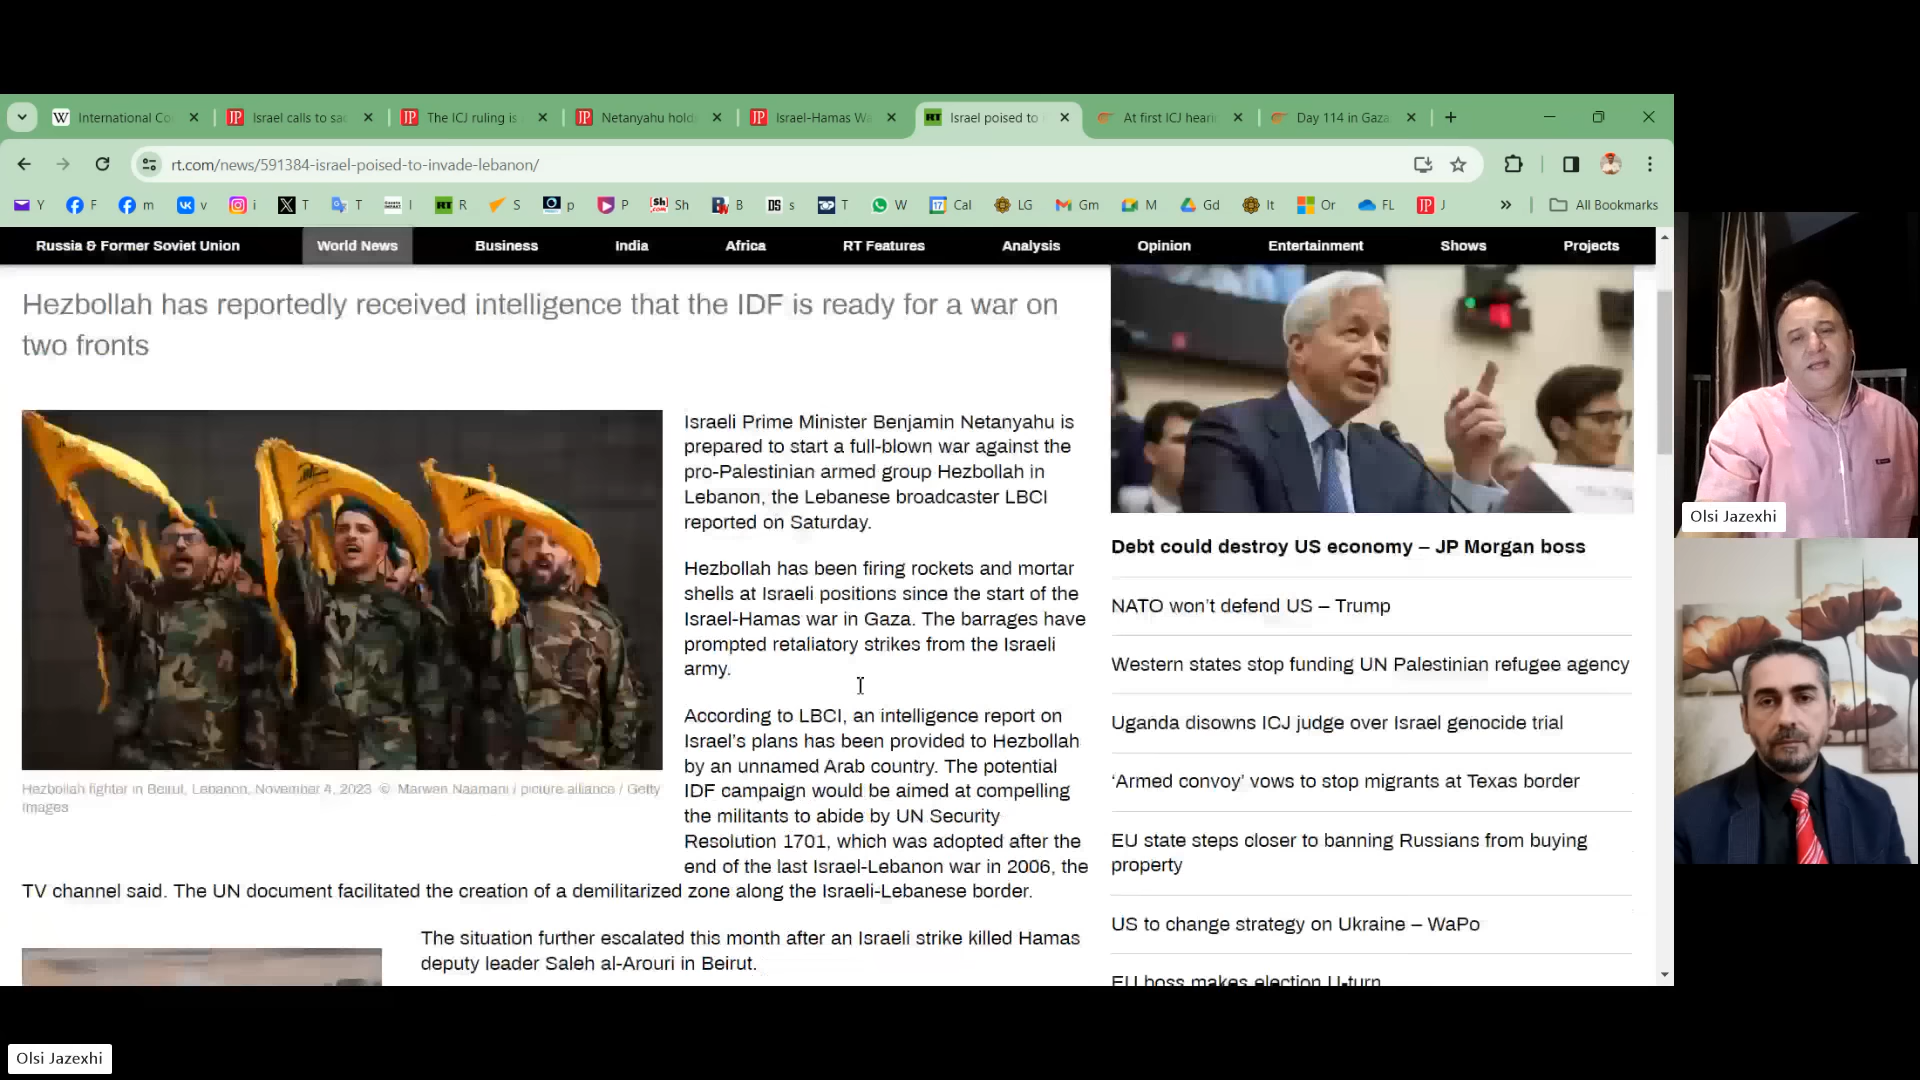 International Co
Israel calls to sa
The ICJ ruling is
Netanyahu hold
Israel-Hamas Wa
Israel poised to
At first ICJ heari
Day 114 in Gaza
rt.com/news/591384-israel-poised-to-invade-lebanon/
Y F m v i T T I R S p P Sh B s T W Cal LG Gm M Gd It Or FL J » All Bookmarks
Russia & Former Soviet Union World News Business India Africa RT Features Analysis Opinion Entertainment Shows Projects
Hezbollah has reportedly received intelligence that the IDF is ready for a war on
two fronts
Israeli Prime Minister Benjamin Netanyahu is
prepared to start a full-blown war against the
pro-Palestinian armed group Hezbollah in
Lebanon, the Lebanese broadcaster LBCI
reported on Saturday.
Hezbollah has been firing rockets and mortar
shells at Israeli positions since the start of the
Israel-Hamas war in Gaza. The barrages have
prompted retaliatory strikes from the Israeli
army.
According to LBCI, an intelligence report on
Israel's plans has been provided to Hezbollah
by an unnamed Arab country. The potential
IDF campaign would be aimed at compelling
the militants to abide by UN Security
Resolution 1701, which was adopted after the
end of the last Israel-Lebanon war in 2006, the
TV channel said. The UN document facilitated the creation of a demilitarized zone along the Israeli-Lebanese border.
Hezbollah fighter in Beirut, Lebanon, November 4, 2023 © Marwan Naamani / picture alliance / Getty
Images
The situation further escalated this month after an Israeli strike killed Hamas
deputy leader Saleh al-Arouri in Beirut.
Debt could destroy US economy – JP Morgan boss
NATO won't defend US – Trump
Western states stop funding UN Palestinian refugee agency
Uganda disowns ICJ judge over Israel genocide trial
'Armed convoy' vows to stop migrants at Texas border
EU state steps closer to banning Russians from buying
property
US to change strategy on Ukraine – WaPo
EU boss makes election U-turn
Olsi Jazexhi
Olsi Jazexhi